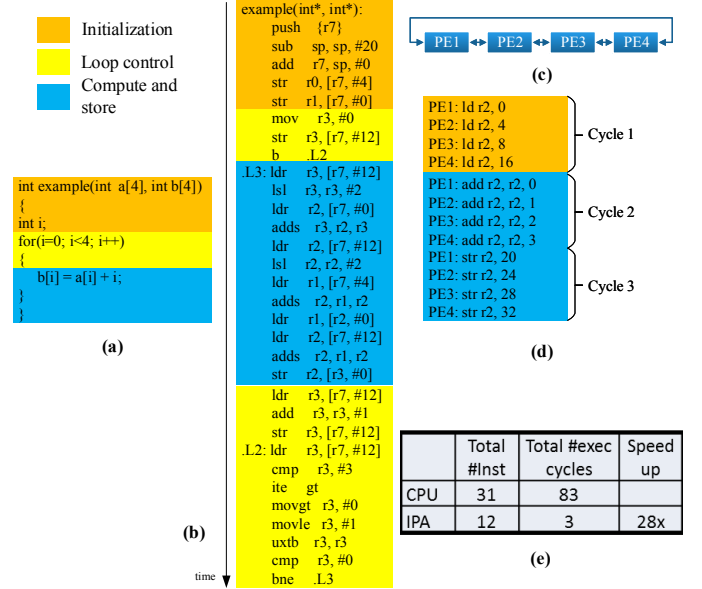 Initialization
Loop control
Compute and
store
int example(int a[4], int b[4])
{
int i;
for(i=0; i<4; i++)
{
b[i] = a[i] + i;
}
}
(a)
example(int*, int*):
push {r7}
sub sp, sp, #20
add r7, sp, #0
str r0, [r7, #4]
str r1, [r7, #0]
mov r3, #0
str r3, [r7, #12]
b .L2
.L3: ldr r3, [r7, #12]
lsl r3, r3, #2
ldr r2, [r7, #0]
adds r3, r2, r3
ldr r2, [r7, #12]
lsl r2, r2, #2
ldr r1, [r7, #4]
adds r2, r1, r2
ldr r1, [r2, #0]
ldr r2, [r7, #12]
adds r2, r1, r2
str r2, [r3, #0]
ldr r3, [r7, #12]
add r3, r3, #1
str r3, [r7, #12]
.L2: ldr r3, [r7, #12]
cmp r3, #3
ite gt
movgt r3, #0
movle r3, #1
uxtb r3, r3
cmp r3, #0
bne .L3
(b)
time
PE1 PE2 PE3 PE4
(c)
PE1: ld r2, 0
PE2: ld r2, 4
PE3: ld r2, 8
PE4: ld r2, 16
Cycle 1
PE1: add r2, r2, 0
PE2: add r2, r2, 1
PE3: add r2, r2, 2
PE4: add r2, r2, 3
Cycle 2
PE1: str r2, 20
PE2: str r2, 24
PE3: str r2, 28
PE4: str r2, 32
Cycle 3
(d)
Total #Inst Total #exec cycles Speed up
CPU 31 83
IPA 12 3 28x
(e)